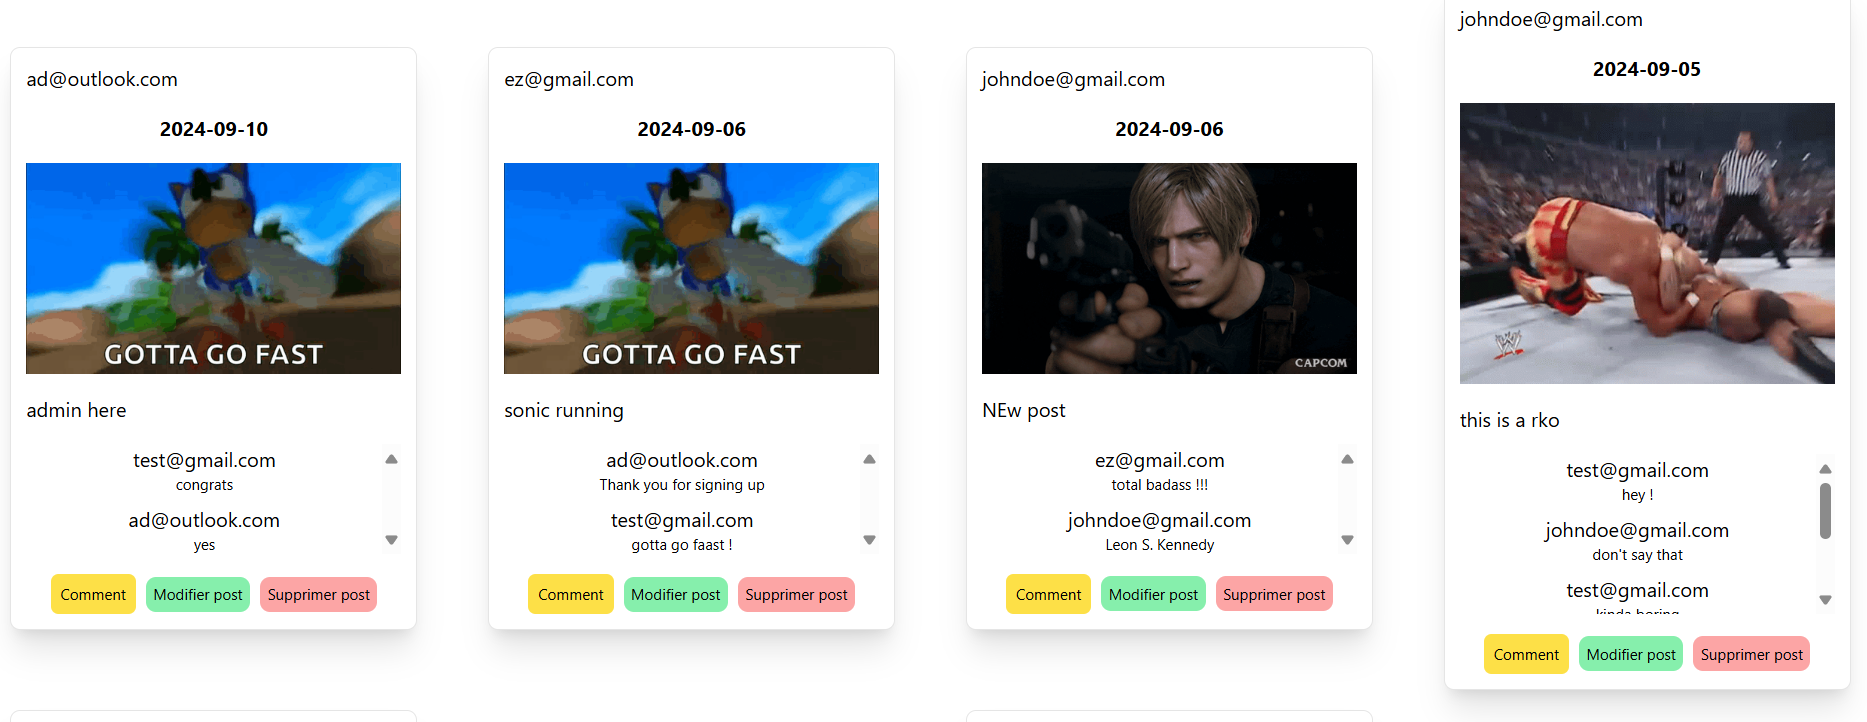 ad@outlook.com
2024-09-10
GOTTA GO FAST
admin here
test@gmail.com
congrats
ad@outlook.com
yes
Comment
Modifier post
Supprimer post
ez@gmail.com
2024-09-06
GOTTA GO FAST
sonic running
ad@outlook.com
Thank you for signing up
test@gmail.com
gotta go faast !
Comment
Modifier post
Supprimer post
johndoe@gmail.com
2024-09-06
CAPCOM
NEw post
ez@gmail.com
total badass !!!
johndoe@gmail.com
Leon S. Kennedy
Comment
Modifier post
Supprimer post
johndoe@gmail.com
2024-09-05
W
this is a rko
test@gmail.com
hey !
johndoe@gmail.com
don't say that
test@gmail.com
kinda boring
Comment
Modifier post
Supprimer post